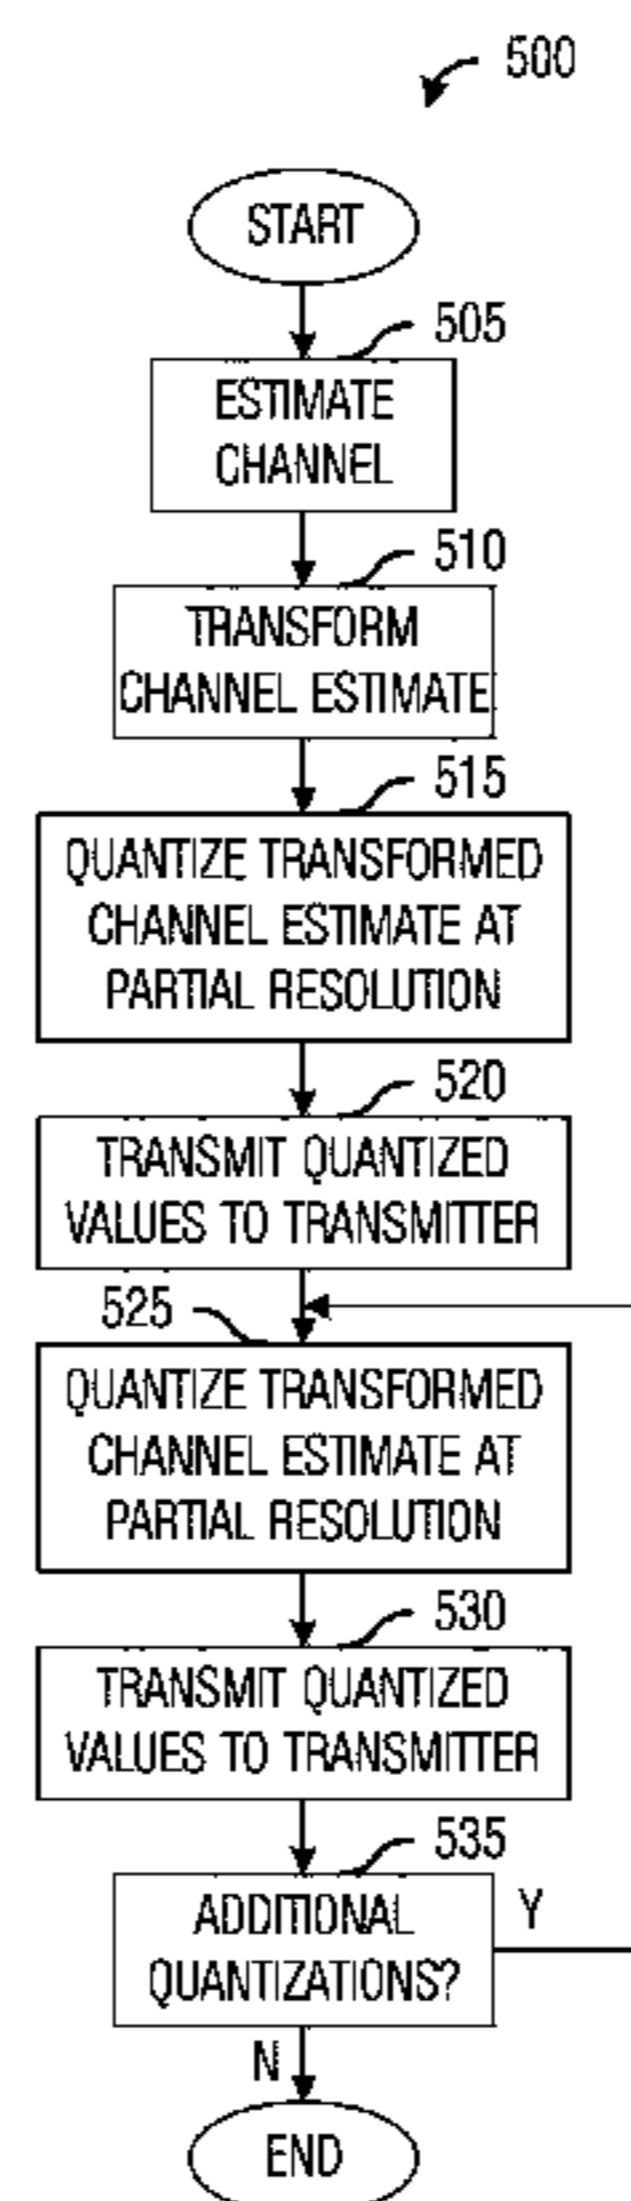 500
START
505
ESTIMATE
CHANNEL
510
TRANSFORM
CHANNEL ESTIMATE
515
QUANTIZE TRANSFORMED
CHANNEL ESTIMATE AT
PARTIAL RESOLUTION
520
TRANSMIT QUANTIZED
VALUES TO TRANSMITTER
525
QUANTIZE TRANSFORMED
CHANNEL ESTIMATE AT
PARTIAL RESOLUTION
530
TRANSMIT QUANTIZED
VALUES TO TRANSMITTER
535
ADDITIONAL
QUANTIZATIONS?
Y
N
END